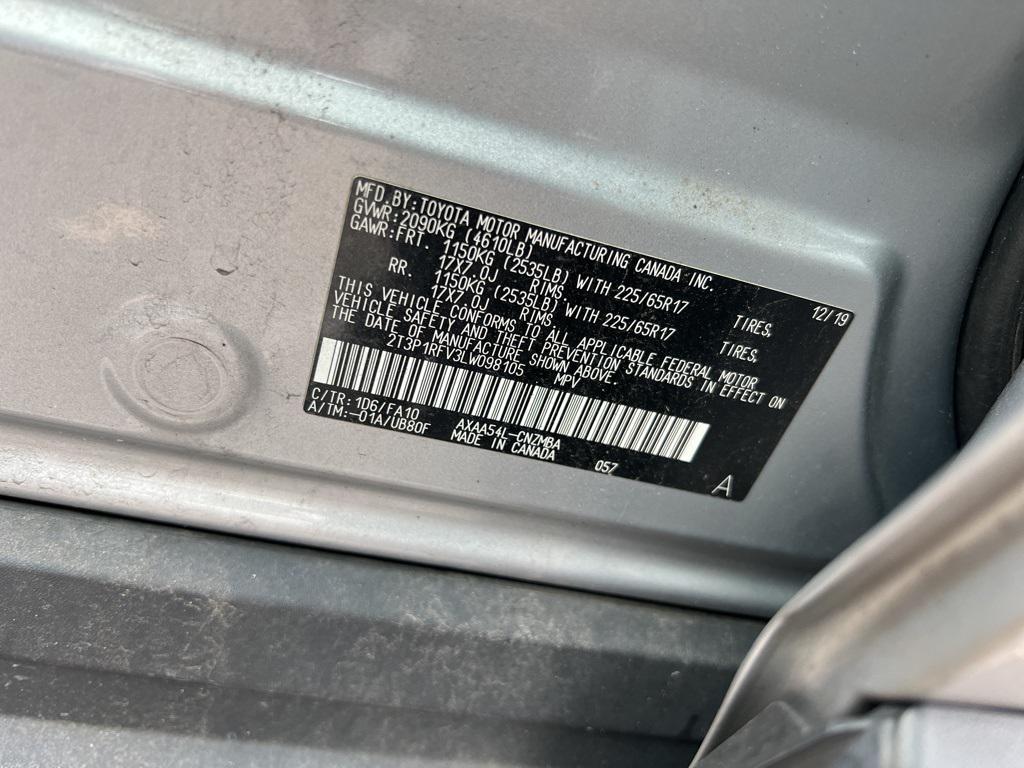 MFD. BY: TOYOTA MOTOR MANUFACTURING CANADA INC.
GVWR: 2090KG (4610LB) 12/19
GAWR: FRT. 1150KG (2535LB) WITH 225/65R17 TIRES,
17X7.0J RIMS,
RR. 1150KG (2535LB) WITH 225/65R17 TIRES,
17X7.0J RIMS,
THIS VEHICLE CONFORMS TO ALL APPLICABLE FEDERAL MOTOR
VEHICLE SAFETY AND THEFT PREVENTION STANDARDS IN EFFECT ON
THE DATE OF MANUFACTURE SHOWN ABOVE.
2T3P1RFV3LW098105 MPV
C/TR: 1D6/FA10 AXAA54L-CNZMBA
A/TM: -01A/UB80F MADE IN CANADA 057 A